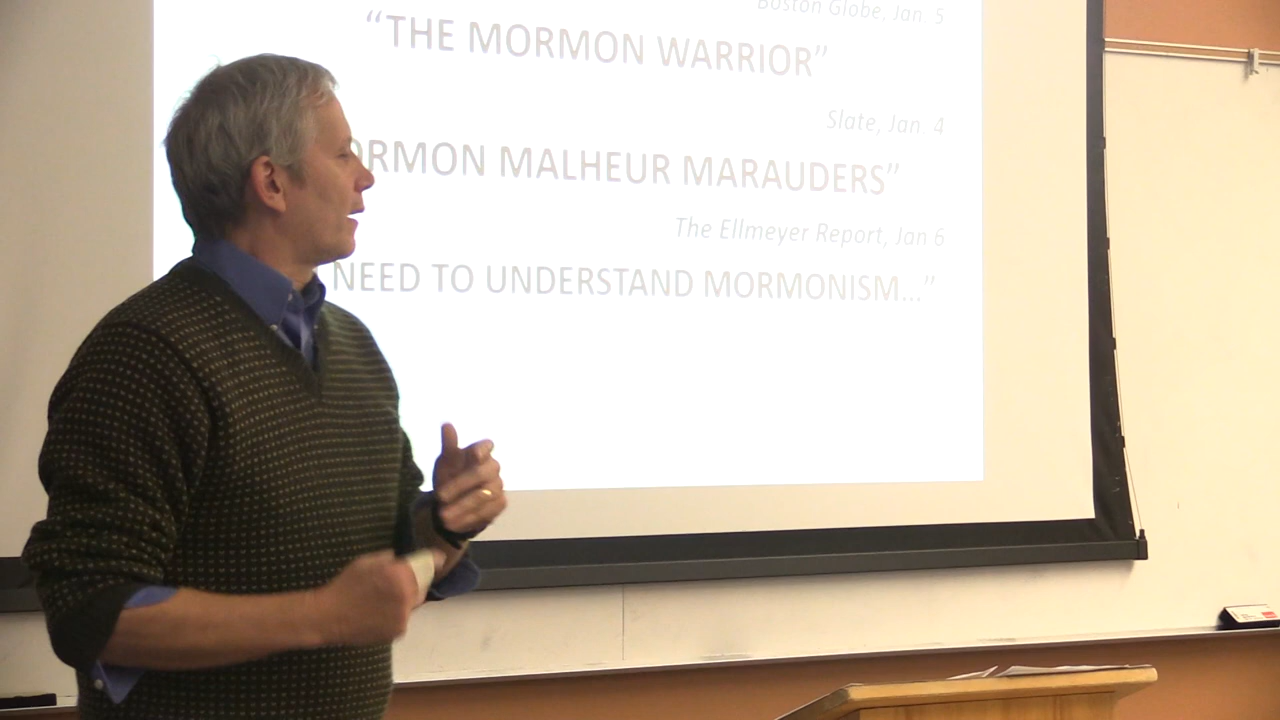 Boston Globe, Jan. 5
"THE MORMON WARRIOR"
Slate, Jan. 4
ORMON MALHEUR MARAUDERS"
The Ellmeyer Report, Jan 6
NEED TO UNDERSTAND MORMONISM..."